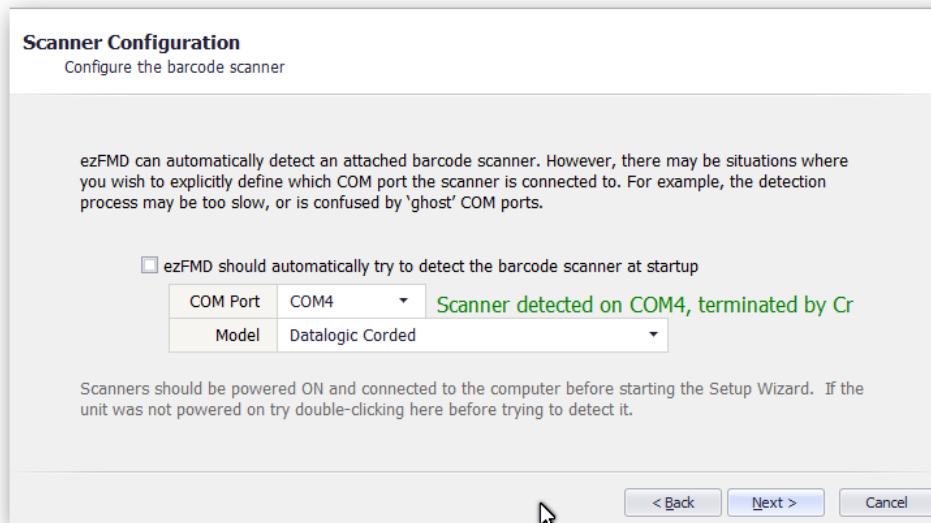 Scanner Configuration
Configure the barcode scanner
ezFMD can automatically detect an attached barcode scanner. However, there may be situations where
you wish to explicitly define which COM port the scanner is connected to. For example, the detection
process may be too slow, or is confused by ‘ghost’ COM ports.
ezFMD should automatically try to detect the barcode scanner at startup
COM Port COM4 Scanner detected on COM4, terminated by Cr
Model Datalogic Corded
Scanners should be powered ON and connected to the computer before starting the Setup Wizard. If the
unit was not powered on try double-clicking here before trying to detect it.
< Back Next > Cancel